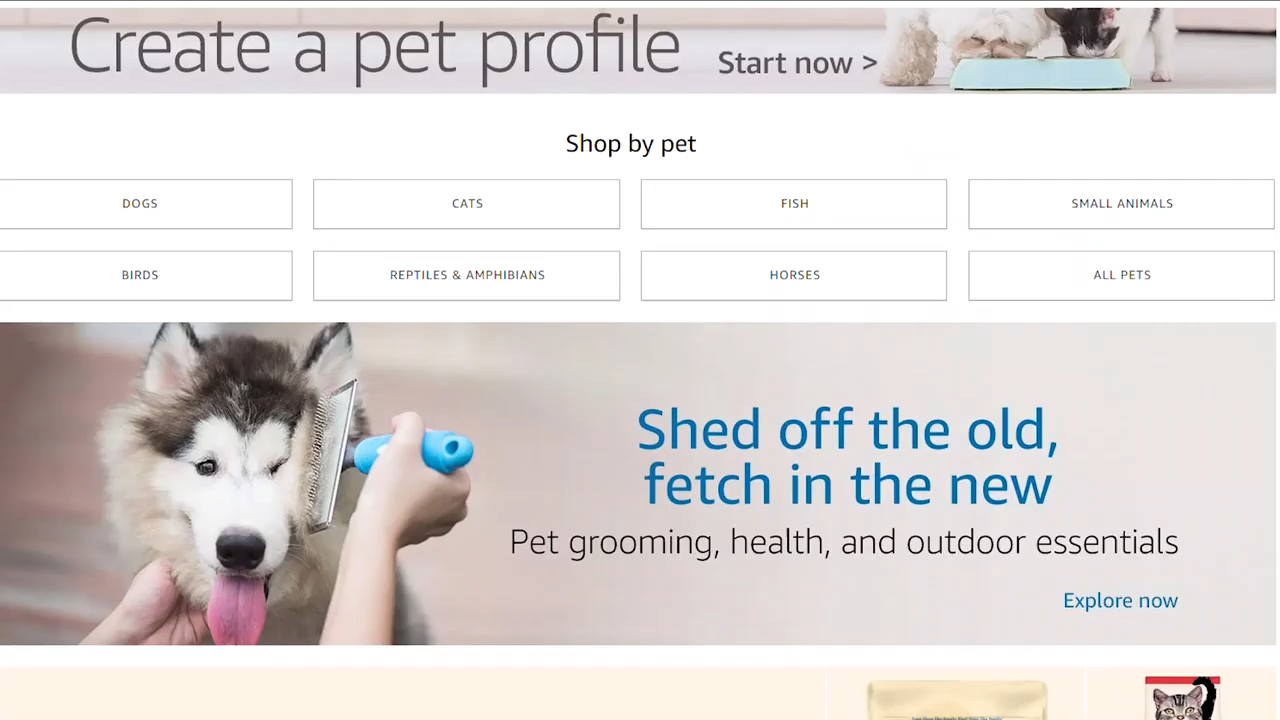 Create a pet profile
Start now >
Shop by pet
DOGS
CATS
FISH
SMALL ANIMALS
BIRDS
REPTILES & AMPHIBIANS
HORSES
ALL PETS
Shed off the old,
fetch in the new
Pet grooming, health, and outdoor essentials
Explore now